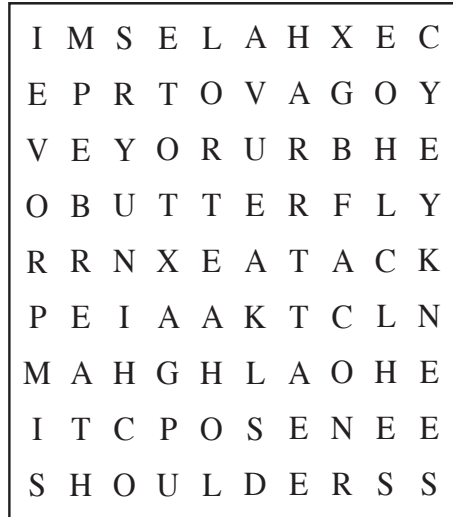 I M S E L A H X E C
E P R T O V A G O Y
V E Y O R U R B H E
O B U T T E R F L Y
R R N X E A T A C K
P E I A A K T C L N
M A H G H L A O H E
I T C P O S E N E E
S H O U L D E R S S